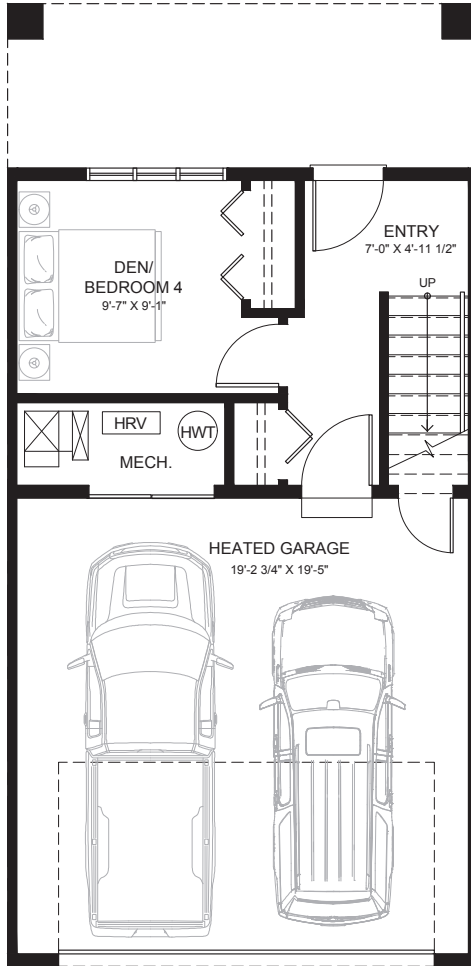 ENTRY
7'-0" X 4'-11 1/2"
UP
DEN/
BEDROOM 4
9'-7" X 9'-1"
HRV
HWT
MECH.
HEATED GARAGE
19'-2 3/4" X 19'-5"